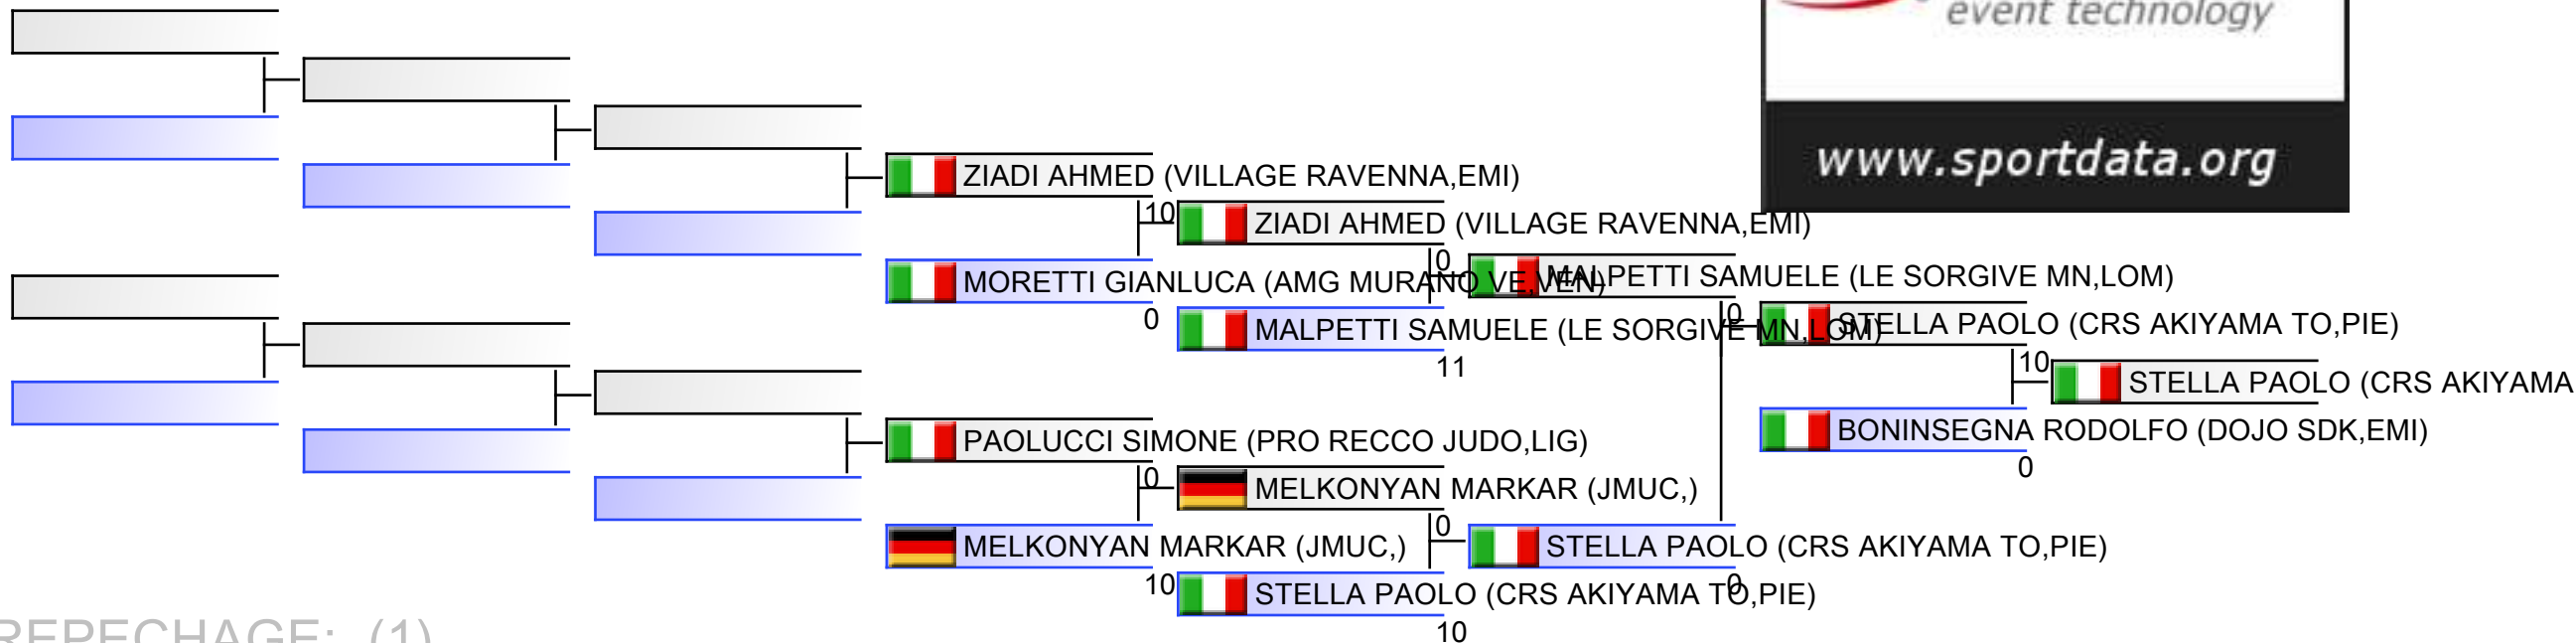 event technology
www.sportdata.org
ZIADI AHMED (VILLAGE RAVENNA,EMI)
10
ZIADI AHMED (VILLAGE RAVENNA,EMI)
0
MORETTI GIANLUCA (AMG MURANO VE,VEN)
MALPETTI SAMUELE (LE SORGIVE MN,LOM)
0
0
MALPETTI SAMUELE (LE SORGIVE MN,LOM)
STELLA PAOLO (CRS AKIYAMA TO,PIE)
11
10
STELLA PAOLO (CRS AKIYAMA
PAOLUCCI SIMONE (PRO RECCO JUDO,LIG)
BONINSEGNA RODOLFO (DOJO SDK,EMI)
0
0
MELKONYAN MARKAR (JMUC,)
0
MELKONYAN MARKAR (JMUC,)
STELLA PAOLO (CRS AKIYAMA TO,PIE)
10
0
STELLA PAOLO (CRS AKIYAMA TO,PIE)
10
REPECHAGE: (1)